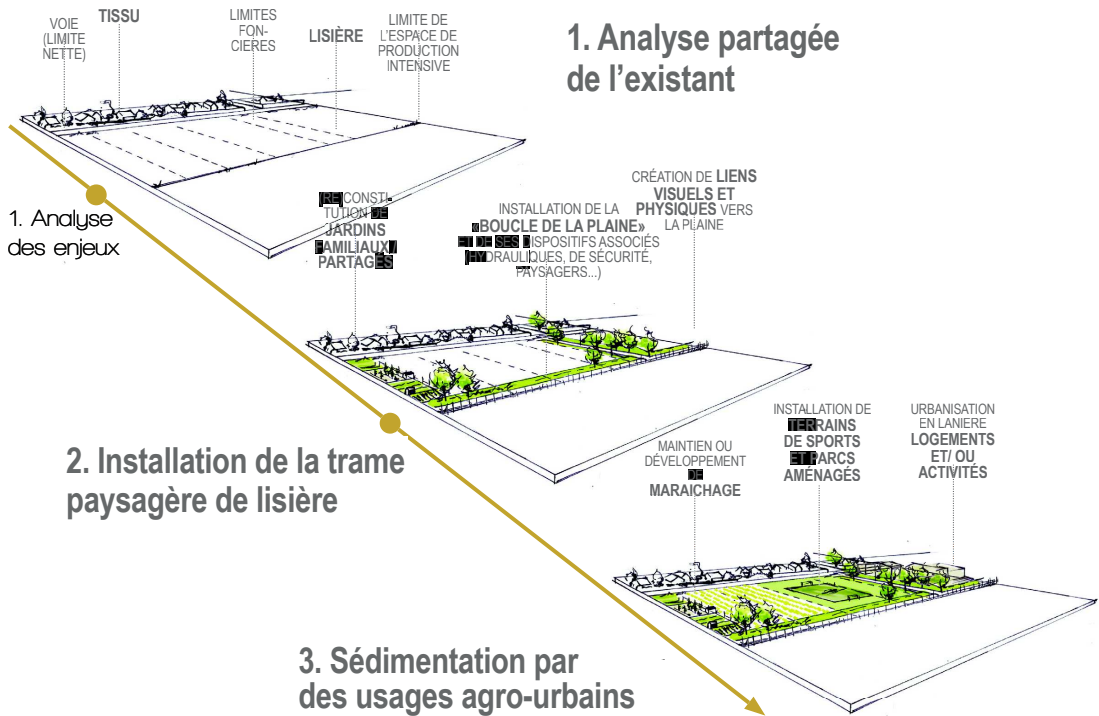 VOIE
(LIMITE
NETTE)
TISSU
LIMITES
FON-
CIERES
LISIÈRE
LIMITE DE
L'ESPACE DE
PRODUCTION
INTENSIVE
1. Analyse partagée
de l'existant
1. Analyse
des enjeux
(RE)CONSTI-
TUTION DE
JARDINS
FAMILIAUX /
PARTAGÉS
INSTALLATION DE LA
«BOUCLE DE LA PLAINE»
ET DE SES DISPOSITIFS ASSOCIÉS
(HYDRAULIQUES, DE SÉCURITÉ,
PAYSAGERS...)
CRÉATION DE LIENS
VISUELS ET
PHYSIQUES VERS
LA PLAINE
2. Installation de la trame
paysagère de lisière
MAINTIEN OU
DÉVELOPPEMENT
DE
MARAICHAGE
INSTALLATION DE
TERRAINS
DE SPORTS
ET PARCS
AMÉNAGÉS
URBANISATION
EN LANIERE
LOGEMENTS
ET/ OU
ACTIVITÉS
3. Sédimentation par
des usages agro-urbains